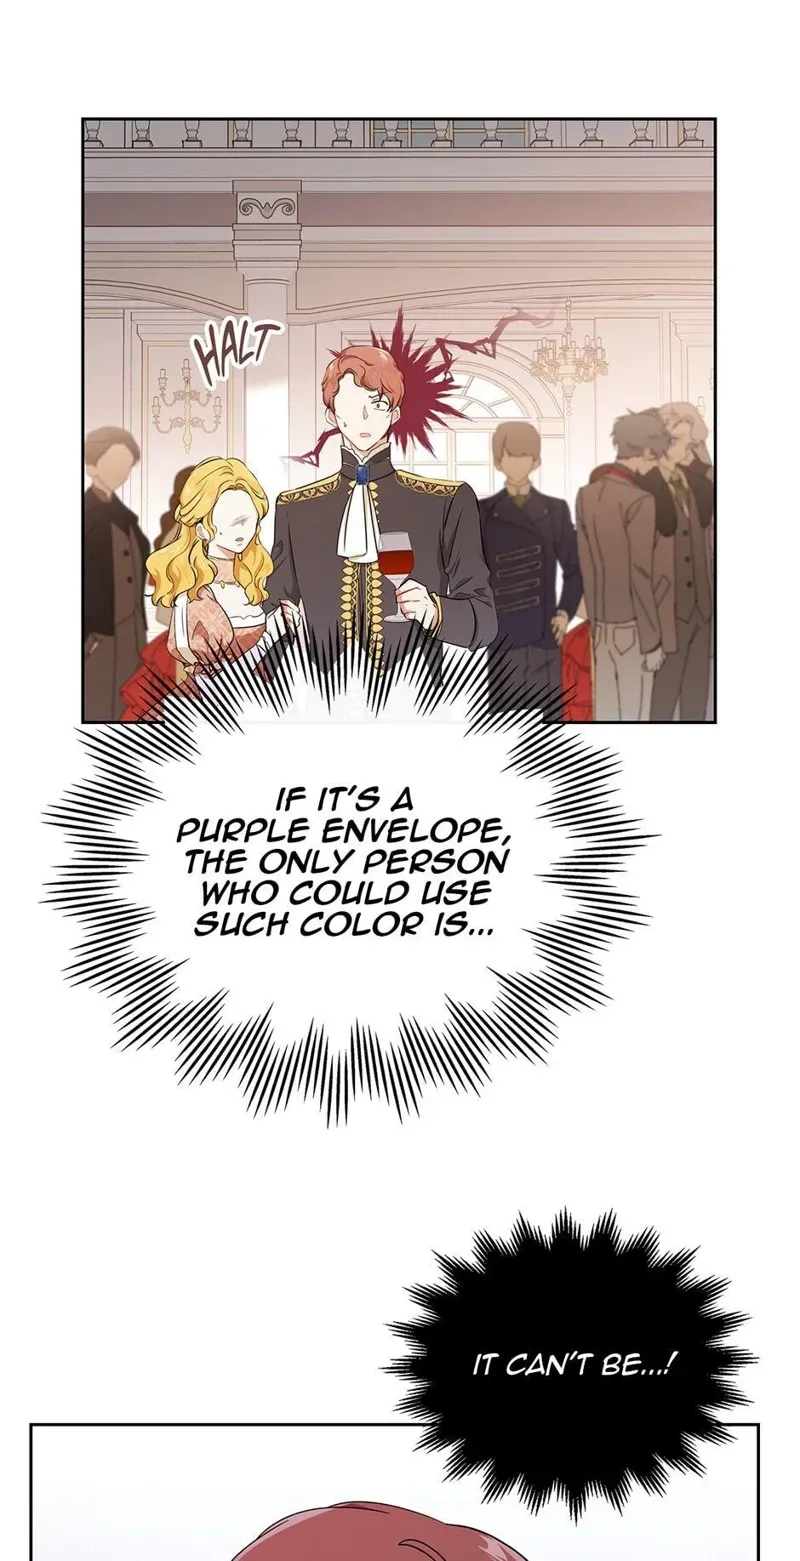 HALT
IF IT'S A
PURPLE ENVELOPE,
THE ONLY PERSON
WHO COULD USE
SUCH COLOR IS...
IT CAN'T BE...!